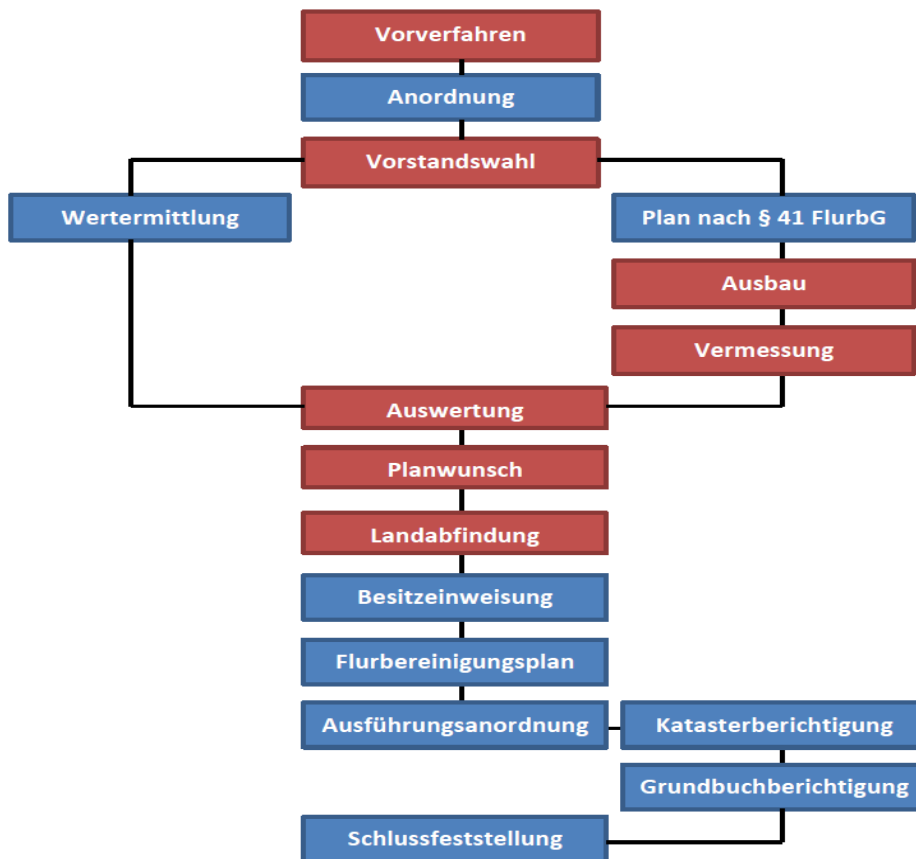 Vorverfahren
Anordnung
Vorstandswahl
Wertermittlung
Plan nach § 41 FlurbG
Ausbau
Vermessung
Auswertung
Planwunsch
Landabfindung
Besitzeinweisung
Flurbereinigungsplan
Ausführungsanordnung
Katasterberichtigung
Grundbuchberichtigung
Schlussfeststellung